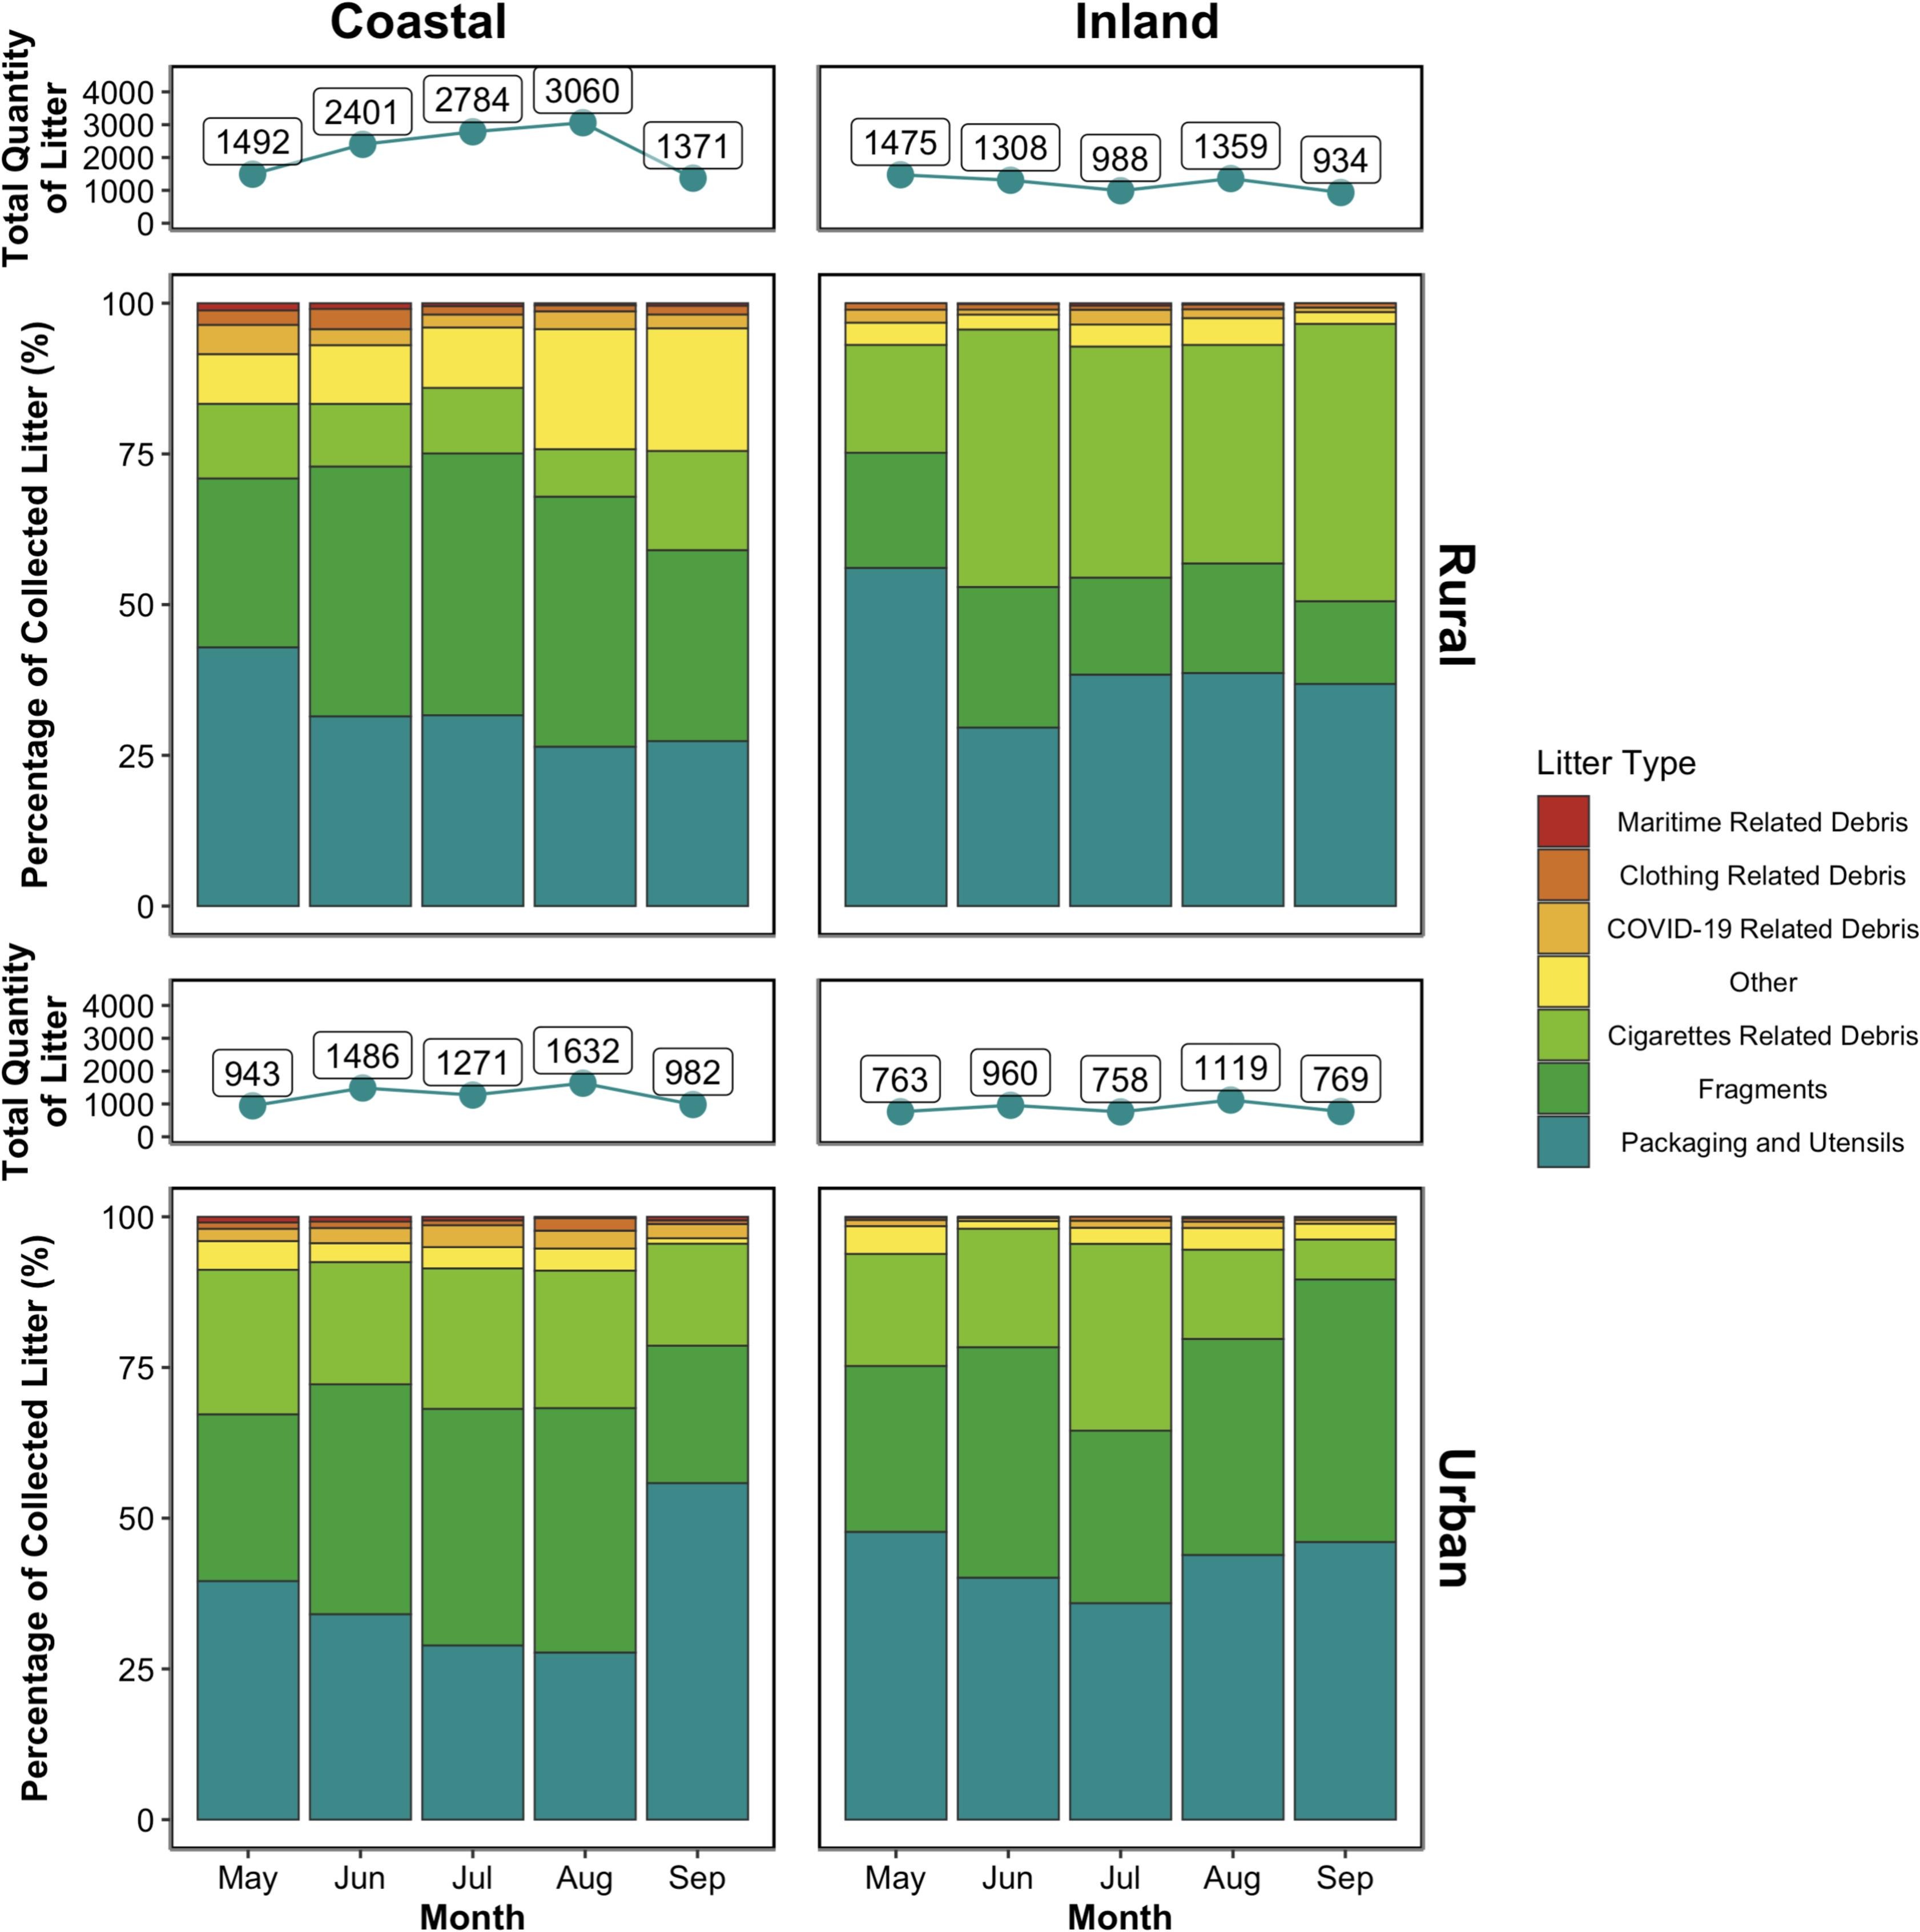 Coastal
Inland
Total Quantity
of Litter
4000
3000
2000
1000
0
1492
2401
2784
3060
1371
1475
1308
988
1359
934
Percentage of Collected Litter (%)
100
75
50
25
0
Rural
Total Quantity
of Litter
4000
3000
2000
1000
0
943
1486
1271
1632
982
763
960
758
1119
769
Percentage of Collected Litter (%)
100
75
50
25
0
Urban
May
Jun
Jul
Aug
Sep
Month
May
Jun
Jul
Aug
Sep
Month
Litter Type
Maritime Related Debris
Clothing Related Debris
COVID-19 Related Debris
Other
Cigarettes Related Debris
Fragments
Packaging and Utensils